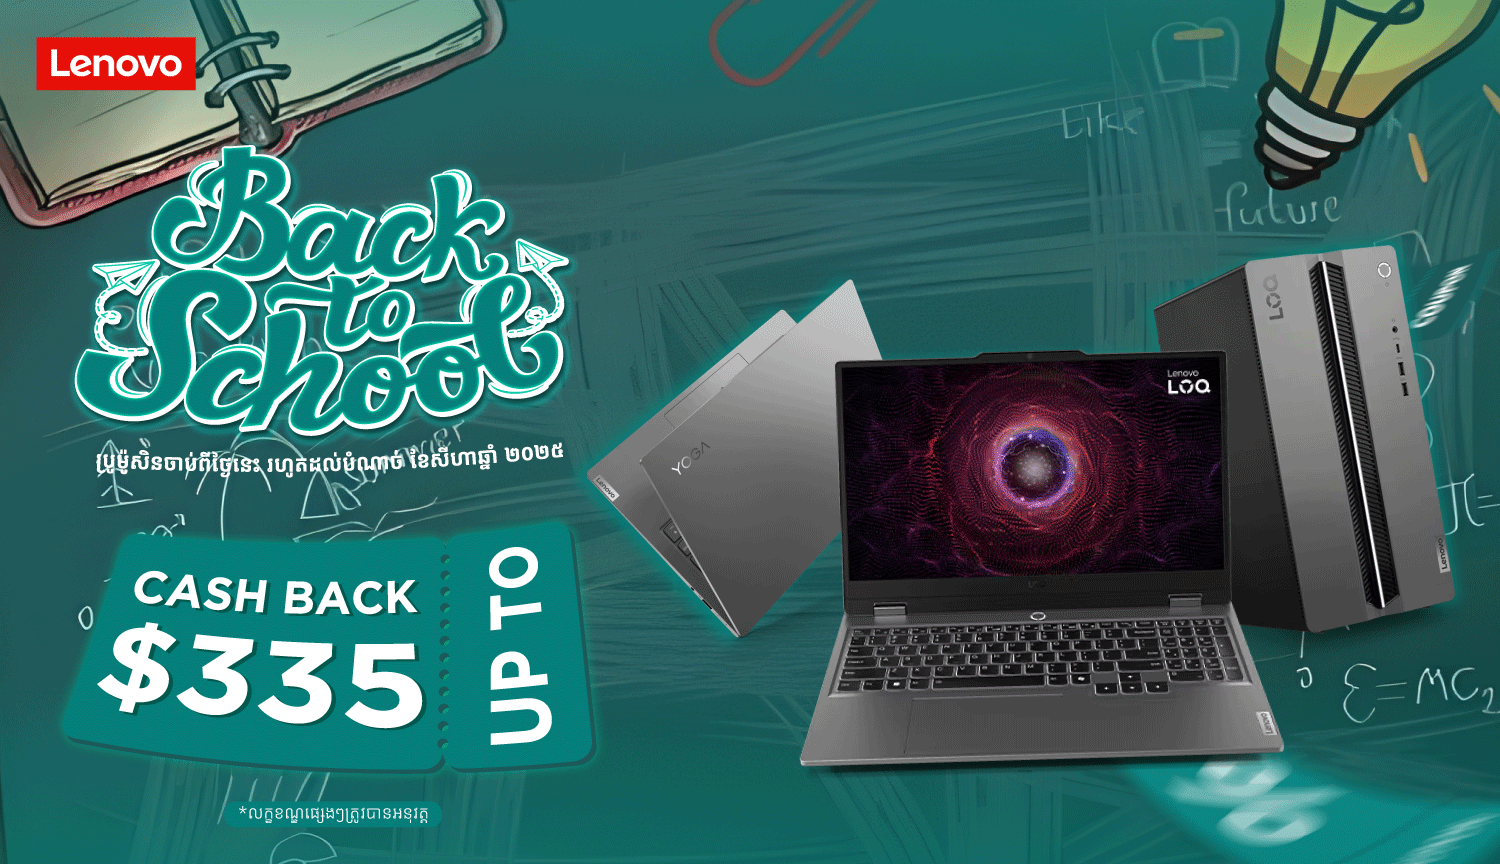 Lenovo
Back
to
School
ប្រូម៉ូសិនចាប់ពីថ្ងៃនេះ រហូតដល់បំណាច់ ខែសីហាឆ្នាំ ២០២៥
CASH BACK
$335
UP TO
*លក្ខខណ្ឌផ្សេងៗត្រូវបានអនុវត្ត
YOGA
Lenovo
Lenovo
LOQ
Lenovo
LOQ
Lenovo
future
ε=MC2